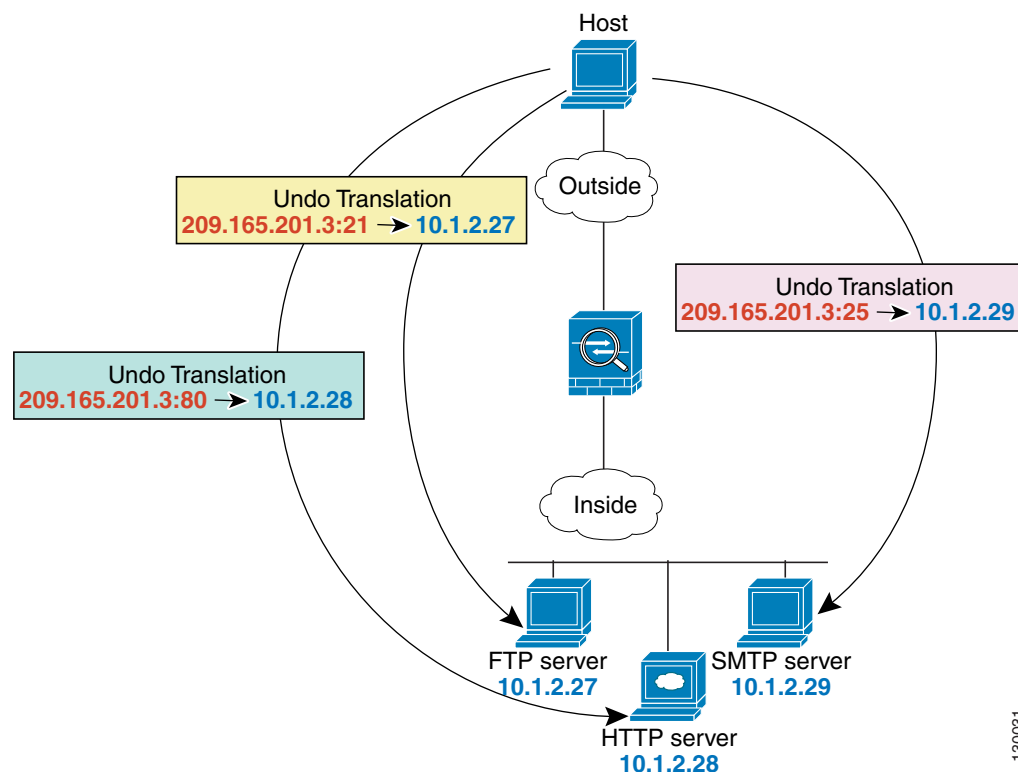 Host
Outside
Undo Translation
209.165.201.3:21 → 10.1.2.27
Undo Translation
209.165.201.3:25 → 10.1.2.29
Undo Translation
209.165.201.3:80 → 10.1.2.28
Inside
FTP server
10.1.2.27
SMTP server
10.1.2.29
HTTP server
10.1.2.28
130031